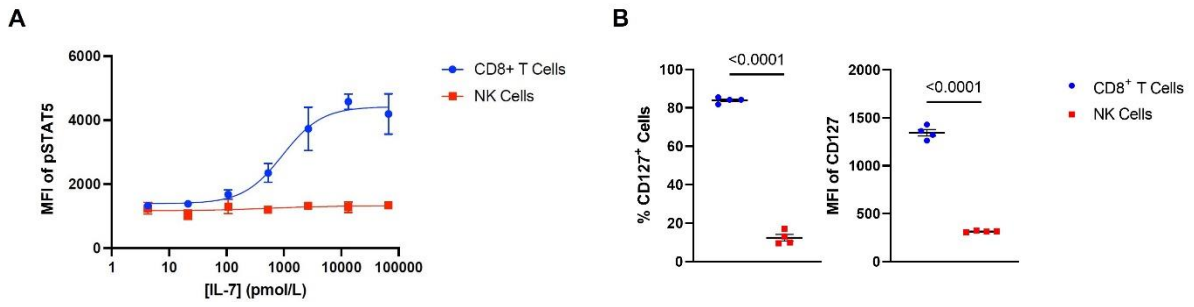 A
MFI of pSTAT5
6000
4000
2000
0
1
10
100
1000
10000
100000
[IL-7] (pmol/L)
CD8+ T Cells
NK Cells
B
% CD127⁺ Cells
100
80
60
40
20
0
<0.0001
MFI of CD127
2000
1500
1000
500
0
<0.0001
CD8⁺ T Cells
NK Cells